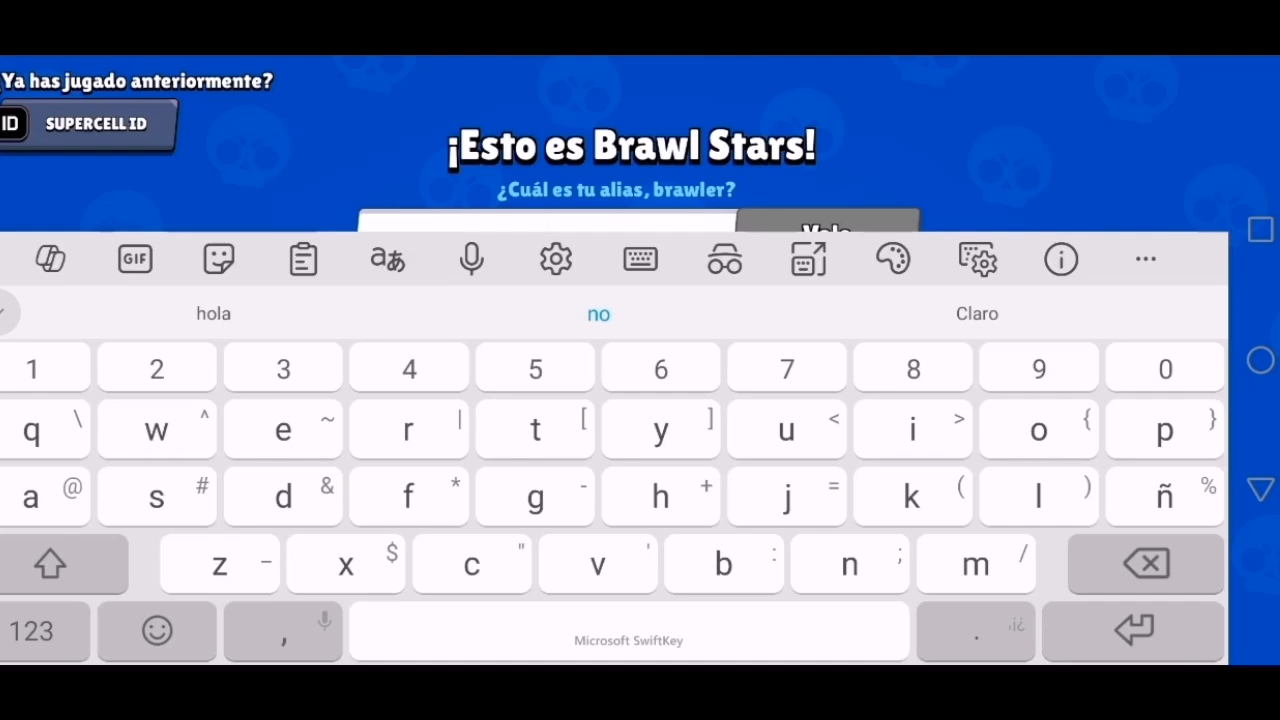 Ya has jugado anteriormente?
ID SUPERCELL ID
¡Esto es Brawl Stars!
¿Cuál es tu alias, brawler?
GIF
hola no Claro
1 2 3 4 5 6 7 8 9 0
q \ w ^ e ~ r | t [ y ] u < i > o { p }
a @ s # d & f * g - h + j = k ( l ) ñ %
z _ x $ c " v ' b : n ; m /
123 , Microsoft SwiftKey . ,¡¿